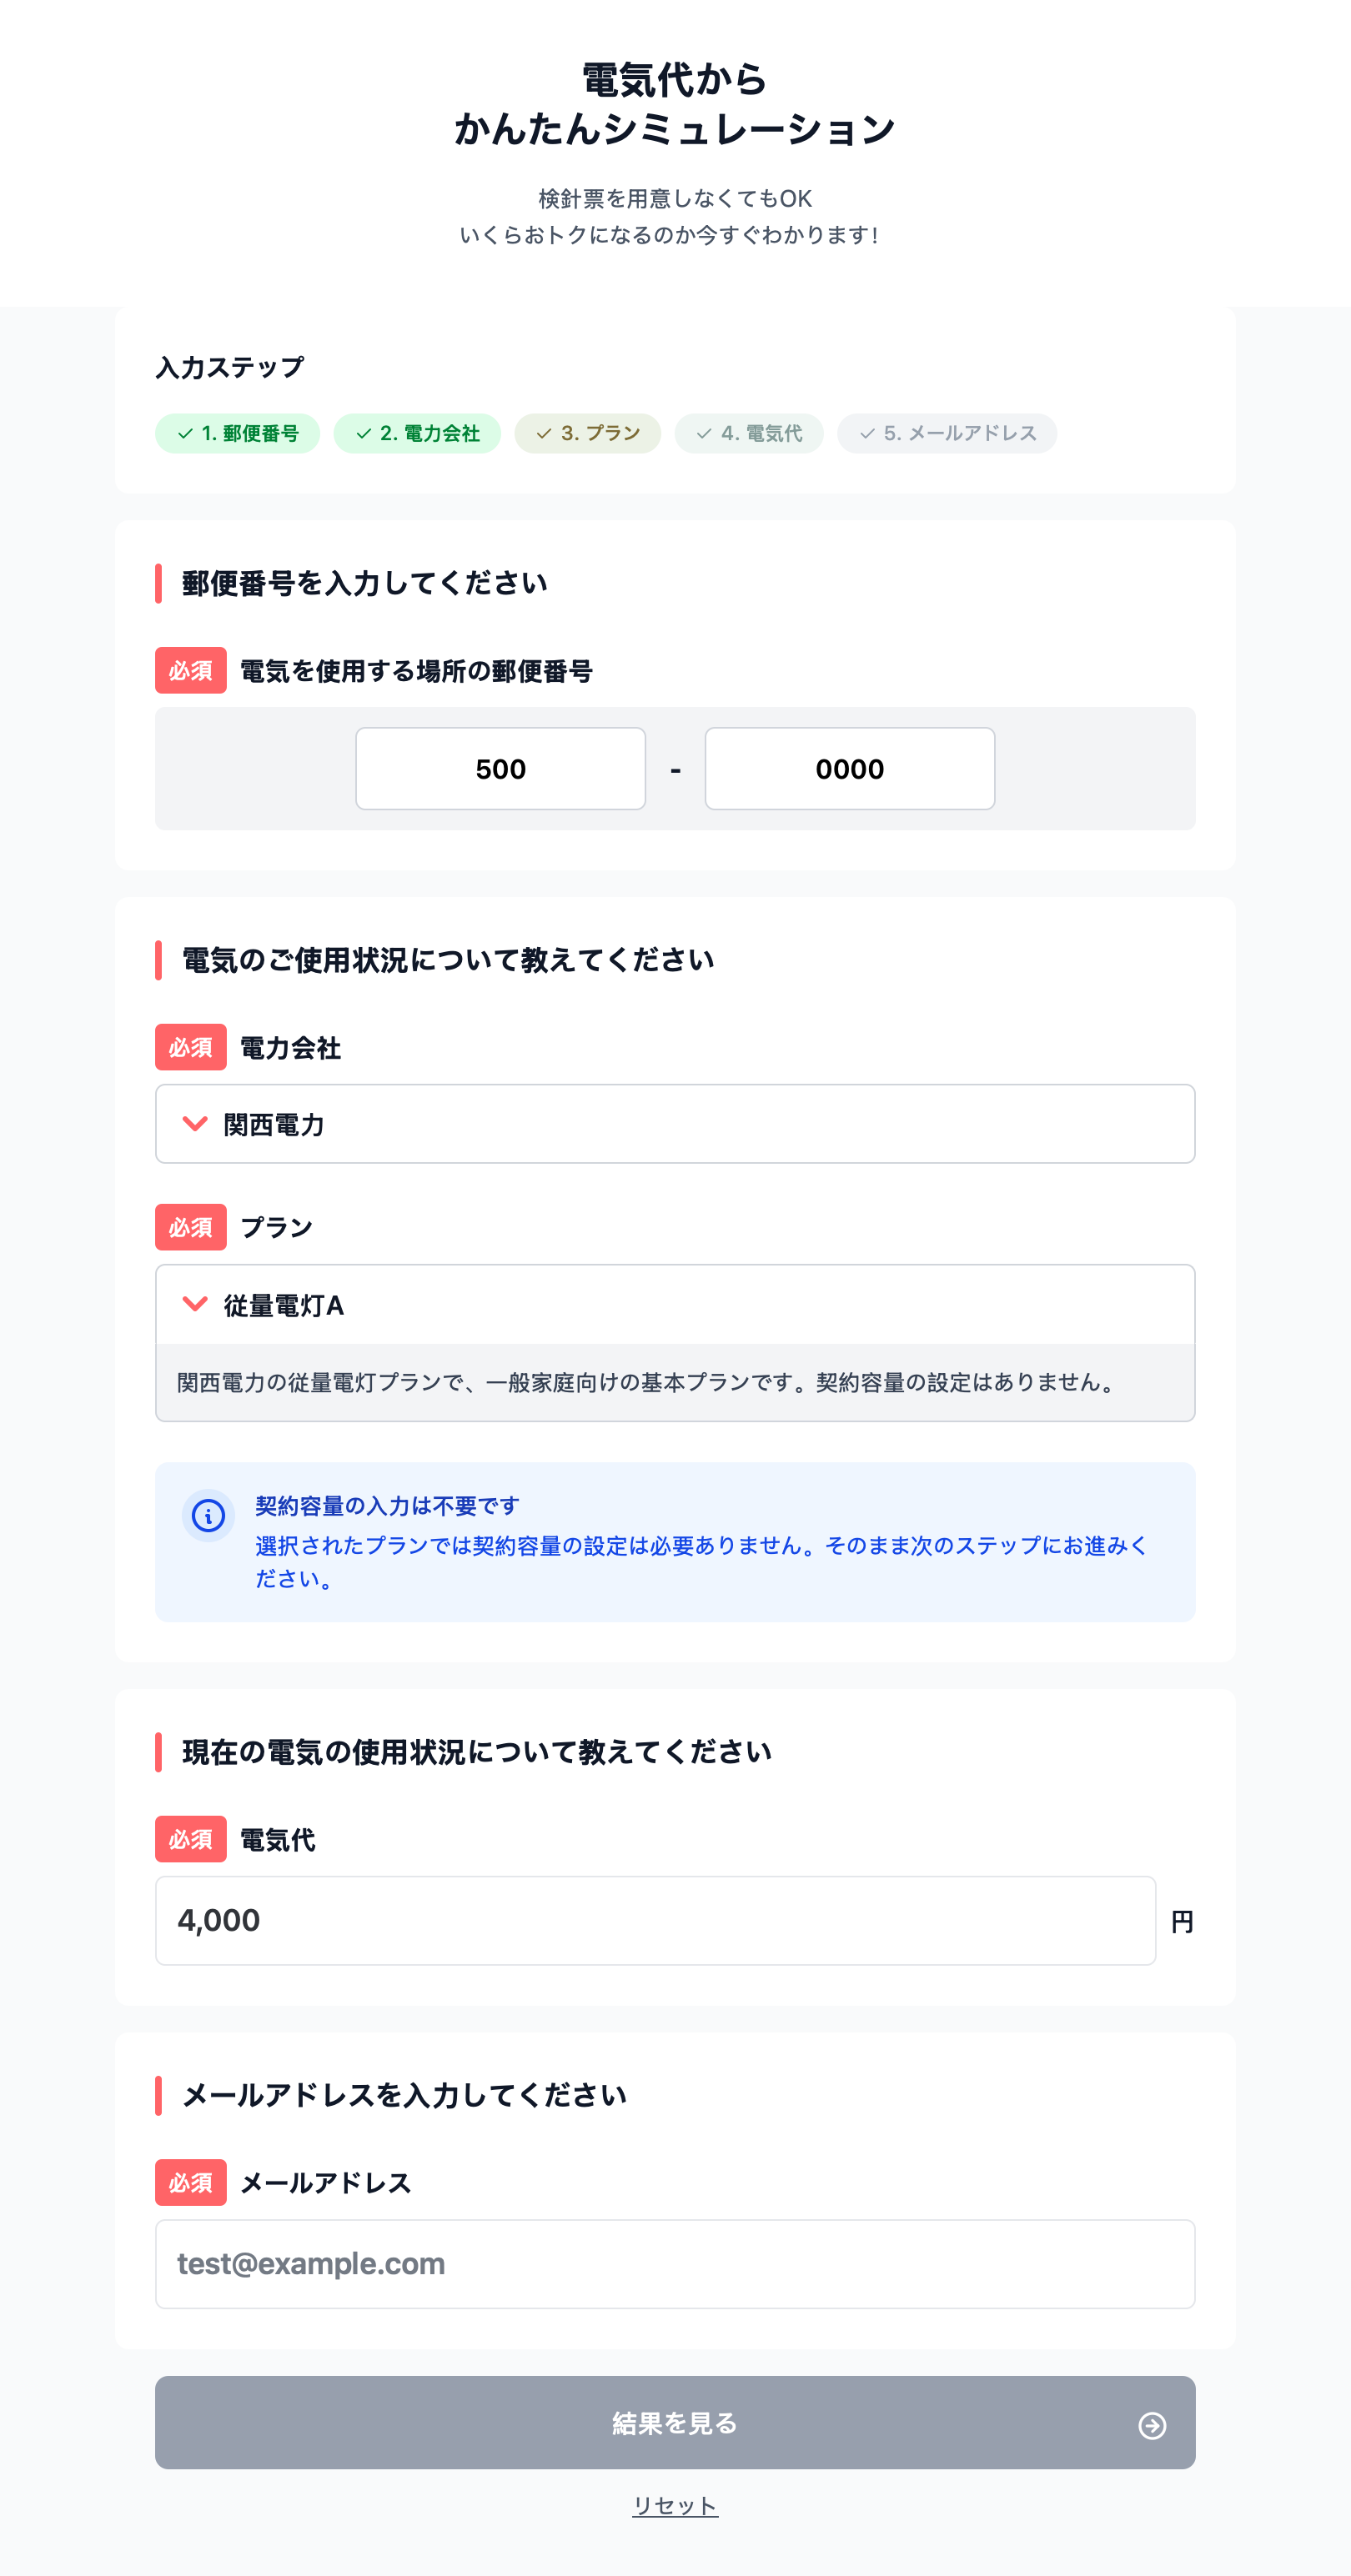 電気代から
かんたんシミュレーション
検針票を用意しなくてもOK
いくらおトクになるのか今すぐわかります!
入力ステップ
1. 郵便番号 2. 電力会社 3. プラン 4. 電気代 5. メールアドレス
郵便番号を入力してください
必須 電気を使用する場所の郵便番号
500 - 0000
電気のご使用状況について教えてください
必須 電力会社
関西電力
必須 プラン
従量電灯A
関西電力の従量電灯プランで、一般家庭向けの基本プランです。契約容量の設定はありません。
契約容量の入力は不要です
選択されたプランでは契約容量の設定は必要ありません。そのまま次のステップにお進みく
ださい。
現在の電気の使用状況について教えてください
必須 電気代
4,000 円
メールアドレスを入力してください
必須 メールアドレス
test@example.com
結果を見る
リセット